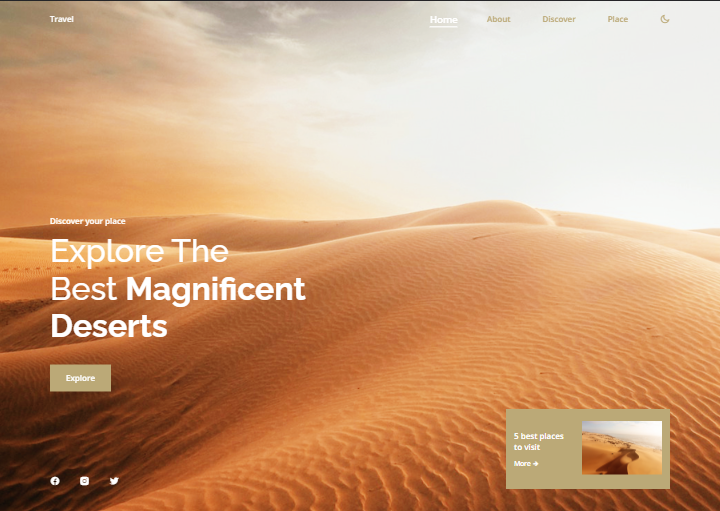 Travel
Home
About
Discover
Place
Discover your place
Explore The
Best Magnificent
Deserts
Explore
5 best places
to visit
More →